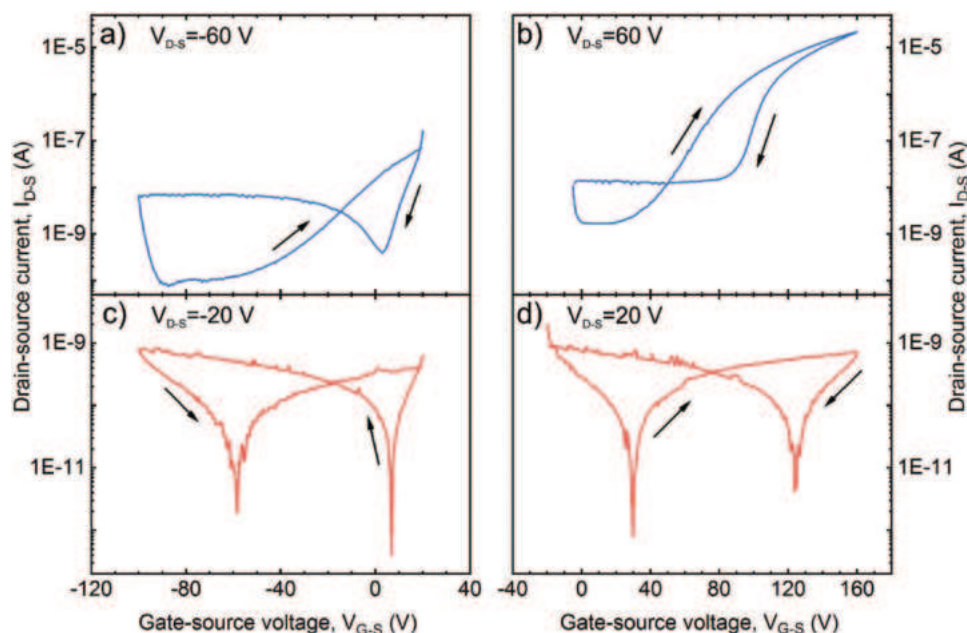 a) V_D-S=-60 V
b) V_D-S=60 V
1E-5
1E-7
1E-9
1E-5
1E-7
1E-9
Drain-source current, I_D-S (A)
Drain-source current, I_D-S (A)
c) V_D-S=-20 V
d) V_D-S=20 V
1E-9
1E-11
1E-9
1E-11
-120 -80 -40 0 40
-40 0 40 80 120 160
Gate-source voltage, V_G-S (V)
Gate-source voltage, V_G-S (V)